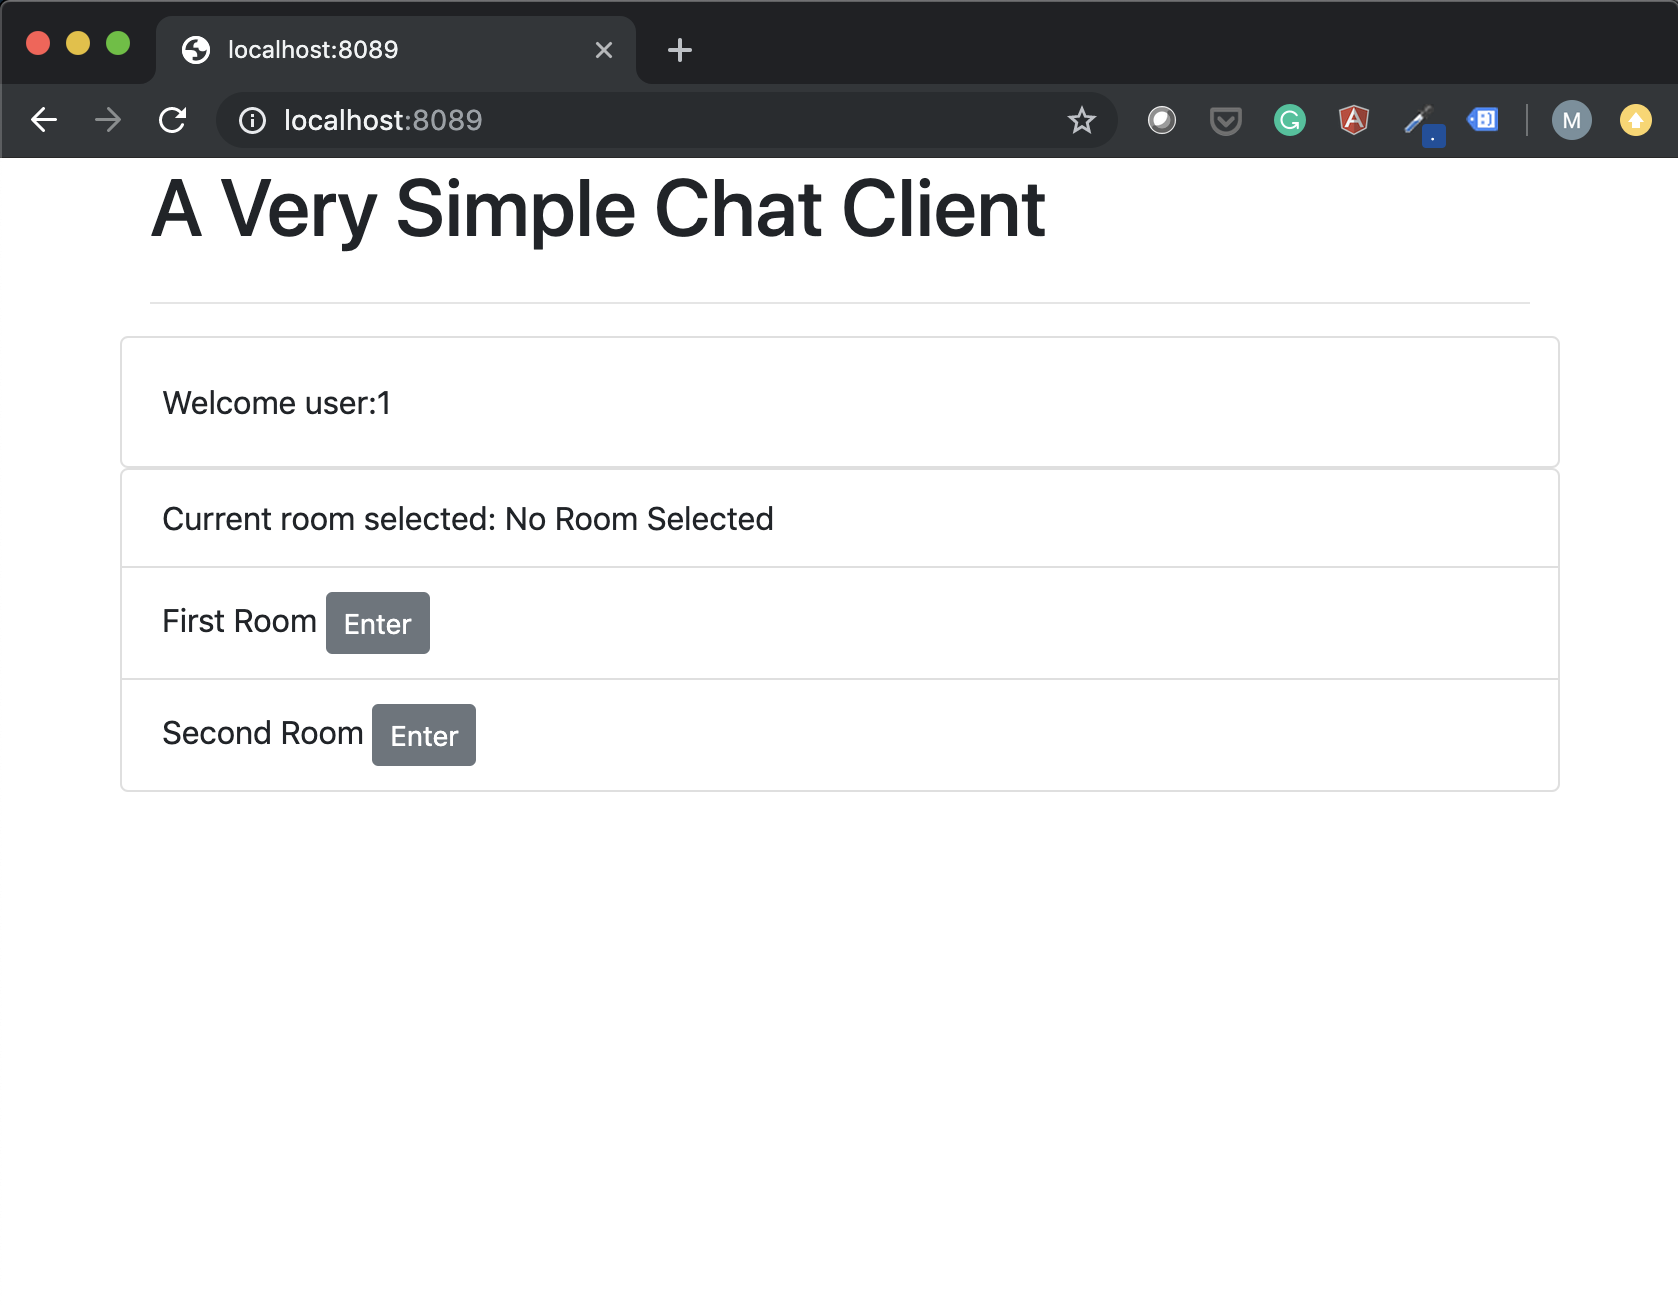 localhost:8089
localhost:8089
M
A Very Simple Chat Client
Welcome user:1
Current room selected: No Room Selected
First Room Enter
Second Room Enter